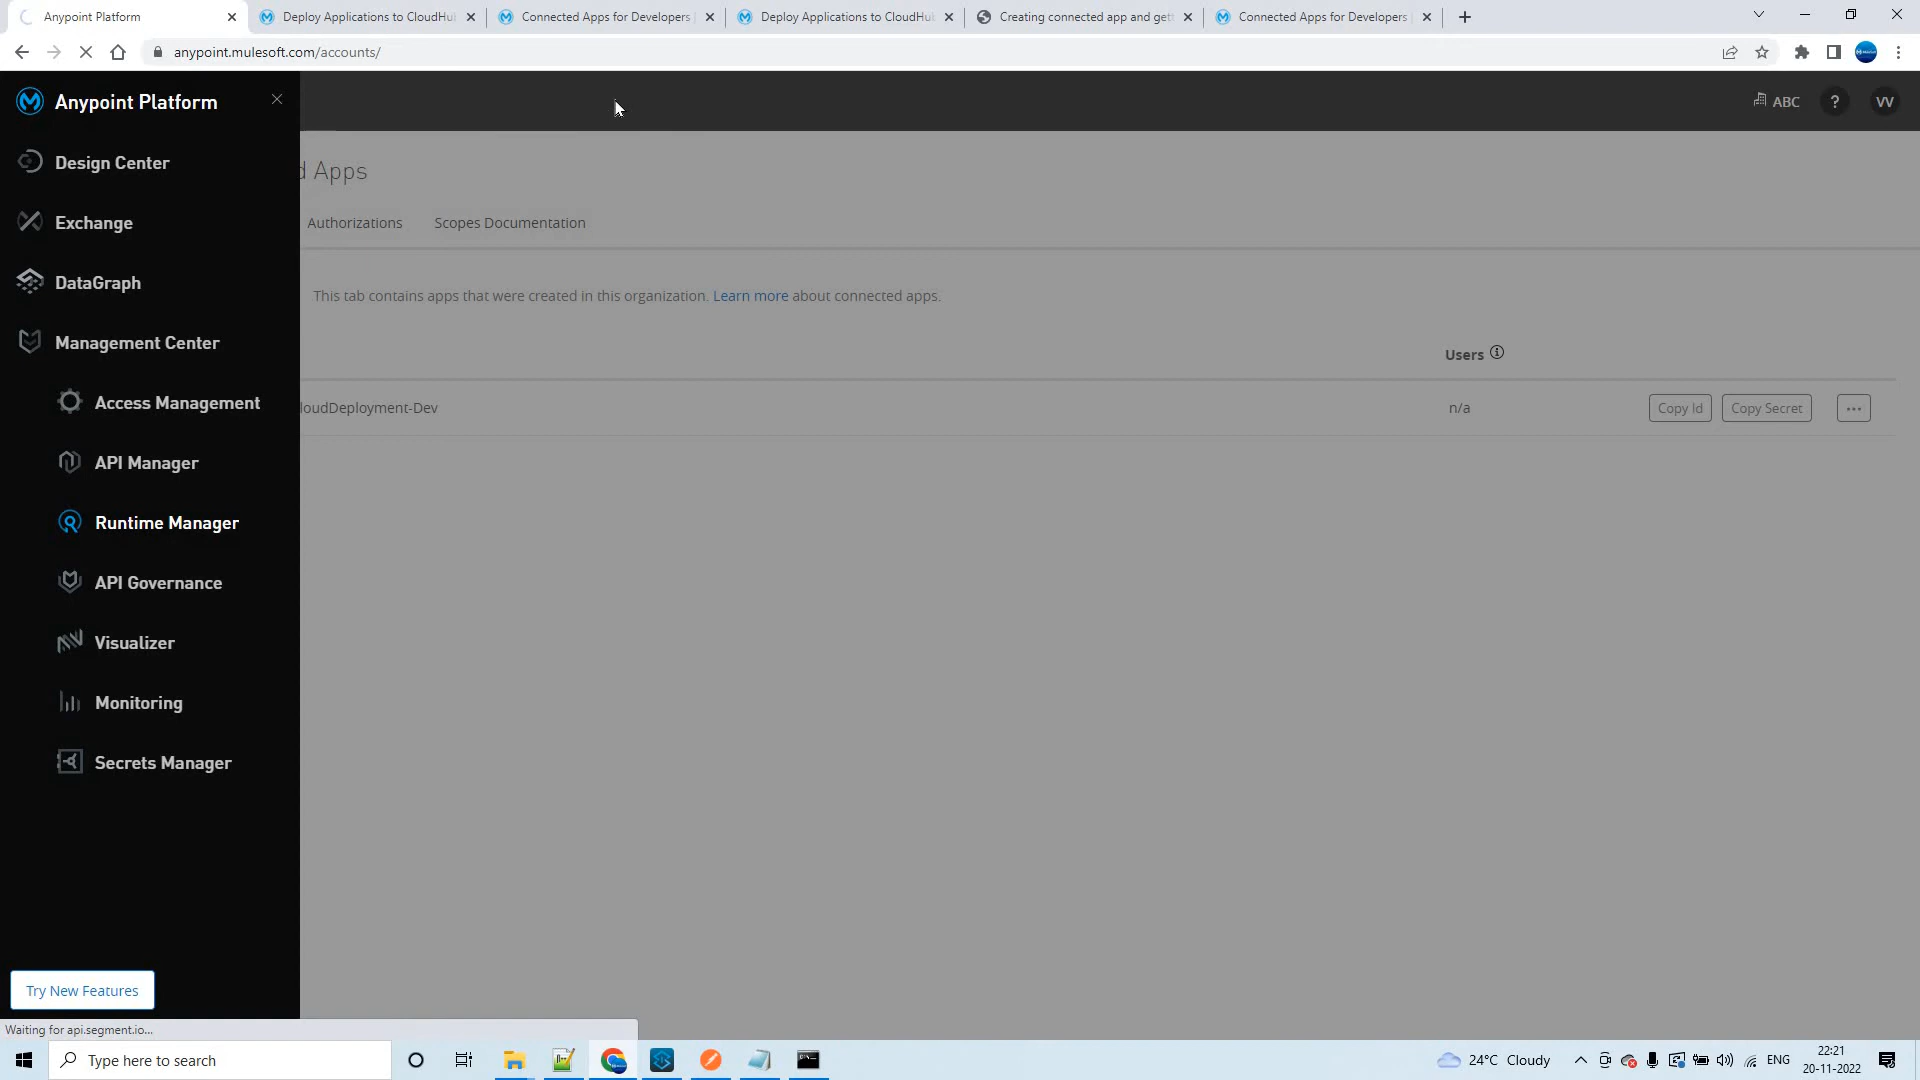 Anypoint Platform
Deploy Applications to CloudHu
Connected Apps for Developers
Deploy Applications to CloudHu
Creating connected app and gett
Connected Apps for Developers
anypoint.mulesoft.com/accounts/
Anypoint Platform
ABC
?
VV
Design Center
d Apps
Exchange
Authorizations
Scopes Documentation
DataGraph
This tab contains apps that were created in this organization. Learn more about connected apps.
Management Center
Users
Access Management
loudDeployment-Dev
n/a
Copy Id
Copy Secret
...
API Manager
Runtime Manager
API Governance
Visualizer
Monitoring
Secrets Manager
Try New Features
Waiting for api.segment.io...
Type here to search
24°C Cloudy
ENG
22:21
20-11-2022